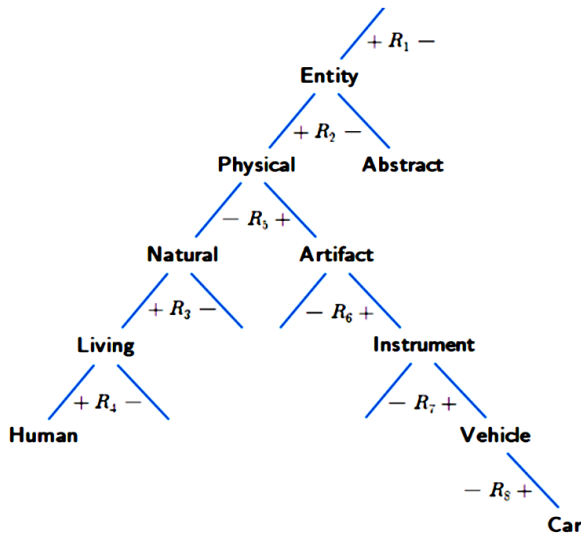 + R₁ −
Entity
+ R₂ −
Physical Abstract
− R₅ +
Natural Artifact
+ R₃ − − R₆ +
Living Instrument
+ R₄ − − R₇ +
Human Vehicle
− R₈ +
Car